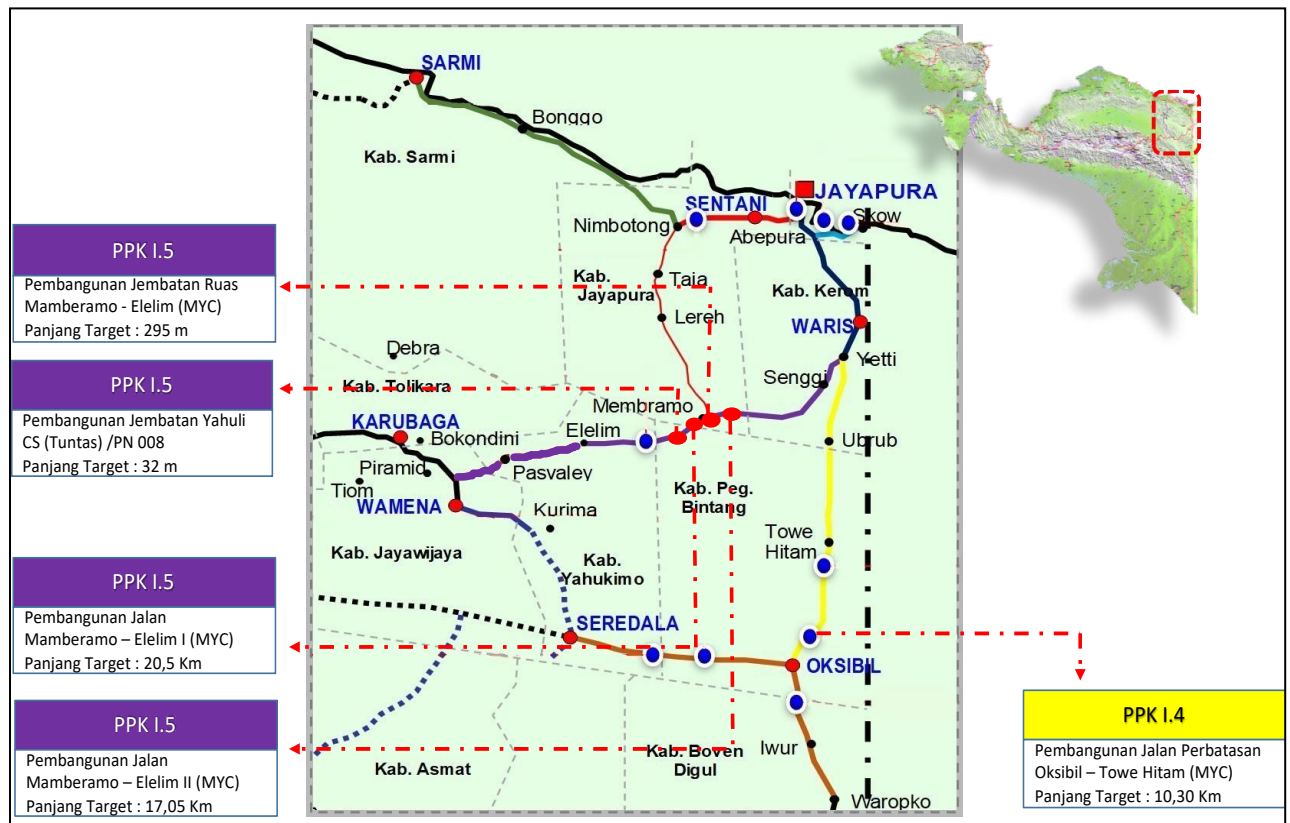 SARMI
Bonggo
Kab. Sarmi
JAYAPURA
SENTANI
Skow
Nimbotong
Abepura
Taja
Kab.
Jayapura
Kab. Kerom
Lereh
WARIS
Yetti
Debra
Senggi
Kab. Tolikara
Membramo
KARUBAGA
Bokondini
Elelim
Ubrub
Piramid
Pasvaley
Tiom
Kab. Peg.
Bintang
WAMENA
Kurima
Towe
Hitam
Kab. Jayawijaya
Kab.
Yahukimo
SEREDALA
OKSIBIL
Iwur
Kab. Boven
Digul
Kab. Asmat
Waropko
PPK I.5
Pembangunan Jembatan Ruas
Mamberamo - Elelim (MYC)
Panjang Target : 295 m
PPK I.5
Pembangunan Jembatan Yahuli
CS (Tuntas) /PN 008
Panjang Target : 32 m
PPK I.5
Pembangunan Jalan
Mamberamo – Elelim I (MYC)
Panjang Target : 20,5 Km
PPK I.5
Pembangunan Jalan
Mamberamo – Elelim II (MYC)
Panjang Target : 17,05 Km
PPK I.4
Pembangunan Jalan Perbatasan
Oksibil – Towe Hitam (MYC)
Panjang Target : 10,30 Km